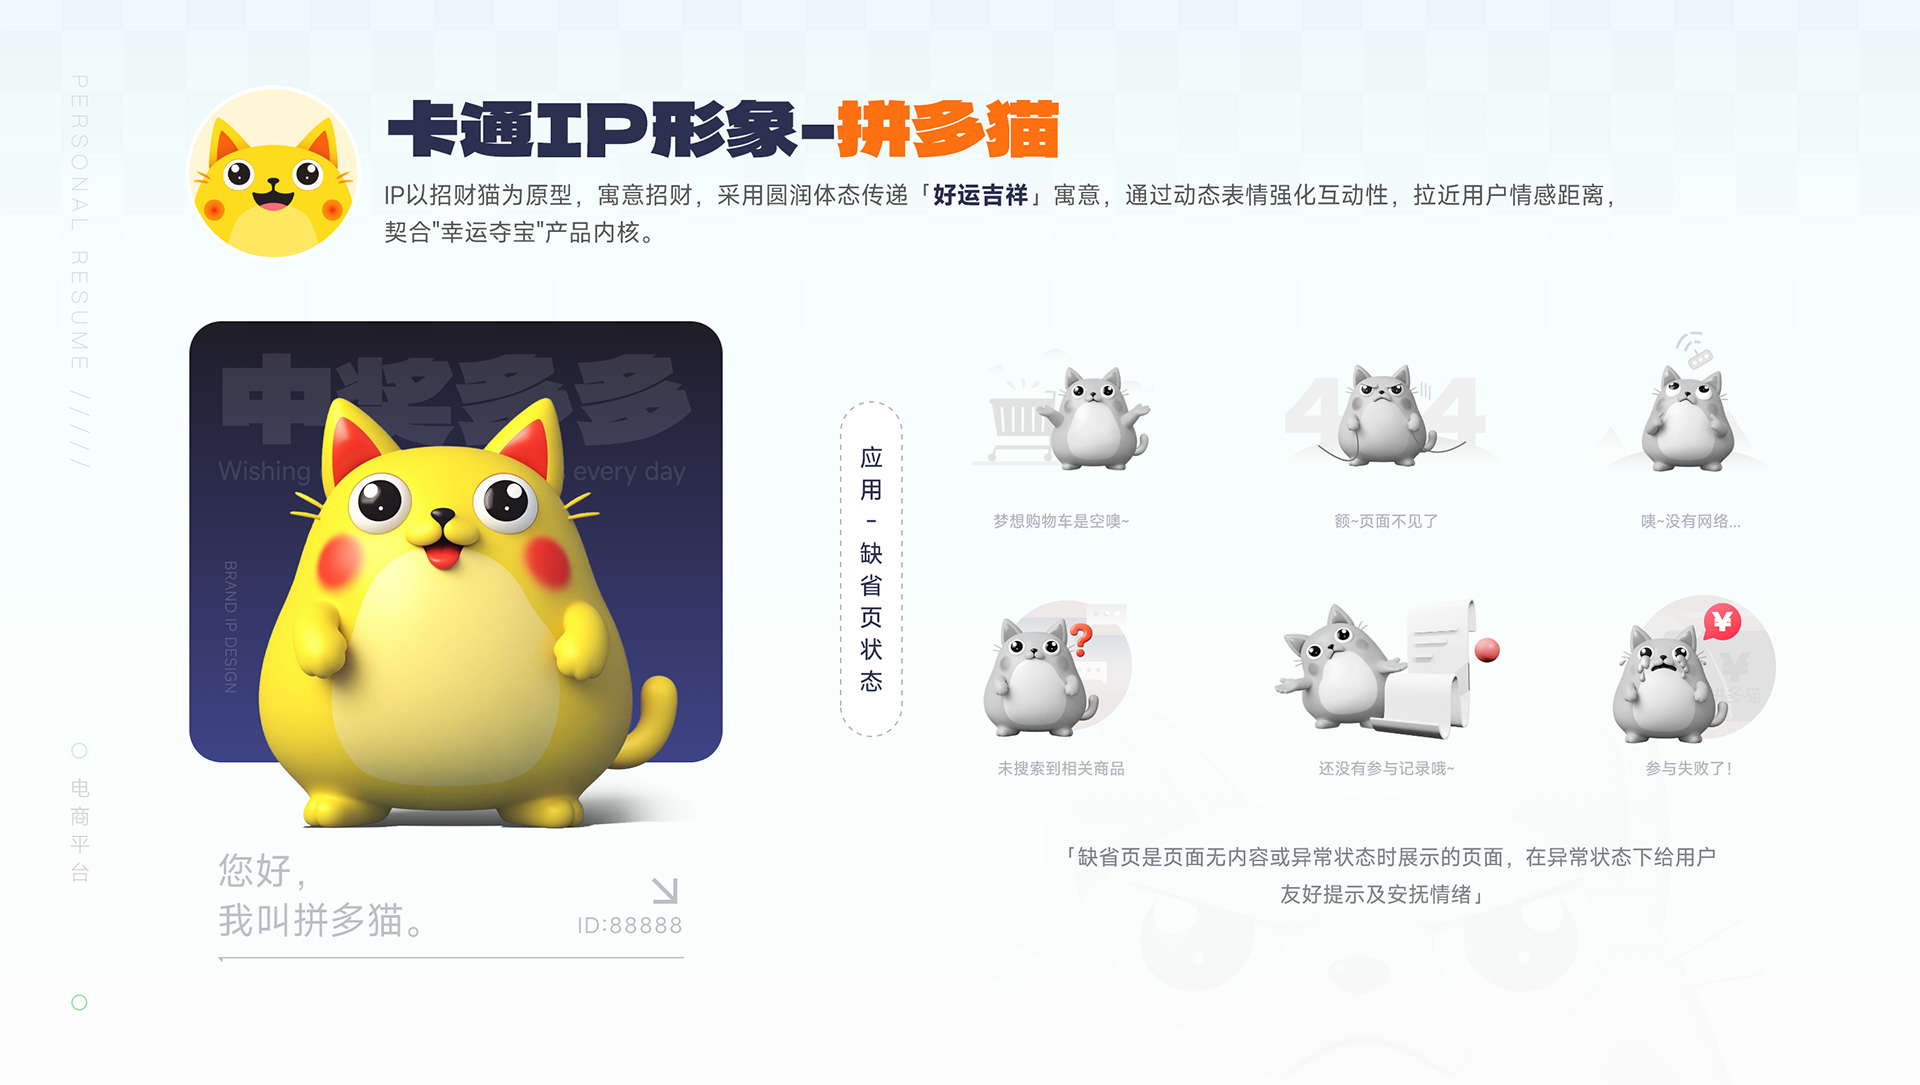 PERSONAL RESUME /////
电商平台
卡通IP形象-拼多猫
IP以招财猫为原型，寓意招财，采用圆润体态传递「好运吉祥」寓意，通过动态表情强化互动性，拉近用户情感距离，
契合"幸运夺宝"产品内核。
中奖多多
Wishing
every day
BRAND IP DESIGN
您好，
我叫拼多猫。
ID:88888
应用-缺省页状态
梦想购物车是空噢~
404
额~页面不见了
咦~没有网络...
?
未搜索到相关商品
还没有参与记录哦~
¥
¥
多猫
参与失败了！
「缺省页是页面无内容或异常状态时展示的页面，在异常状态下给用户
友好提示及安抚情绪」